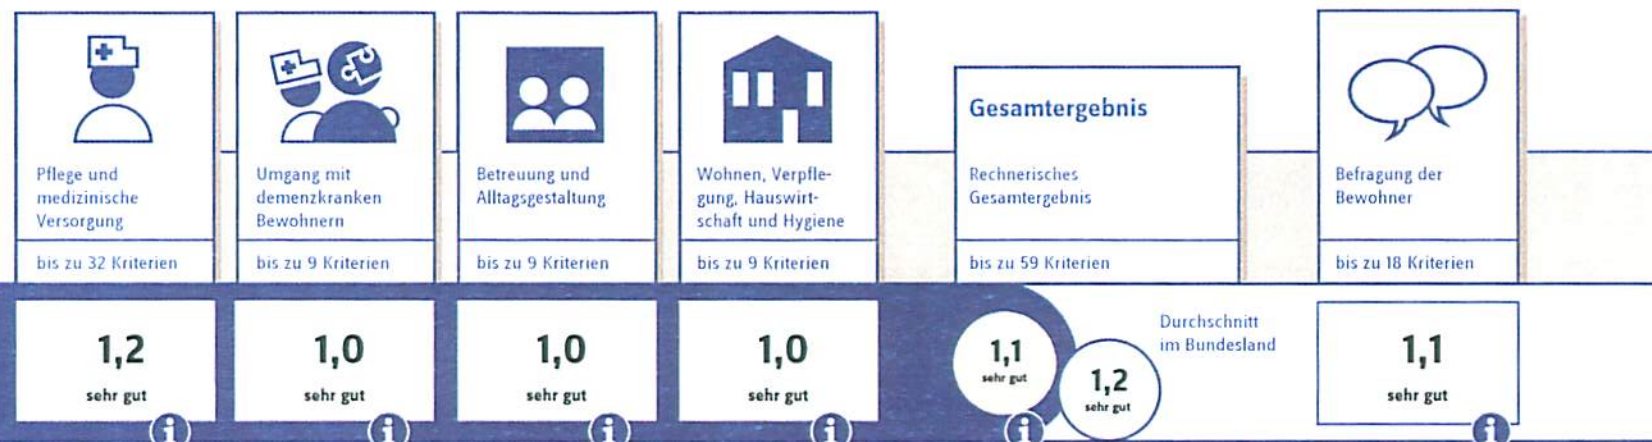 Pflege und
medizinische
Versorgung
bis zu 32 Kriterien
1,2
sehr gut
Umgang mit
demenzkranken
Bewohnern
bis zu 9 Kriterien
1,0
sehr gut
Betreuung und
Alltagsgestaltung
bis zu 9 Kriterien
1,0
sehr gut
Wohnen, Verpfle-
gung, Hauswirt-
schaft und Hygiene
bis zu 9 Kriterien
1,0
sehr gut
Gesamtergebnis
Rechnerisches
Gesamtergebnis
bis zu 59 Kriterien
1,1
sehr gut
1,2
sehr gut
Durchschnitt
im Bundesland
Befragung der
Bewohner
bis zu 18 Kriterien
1,1
sehr gut